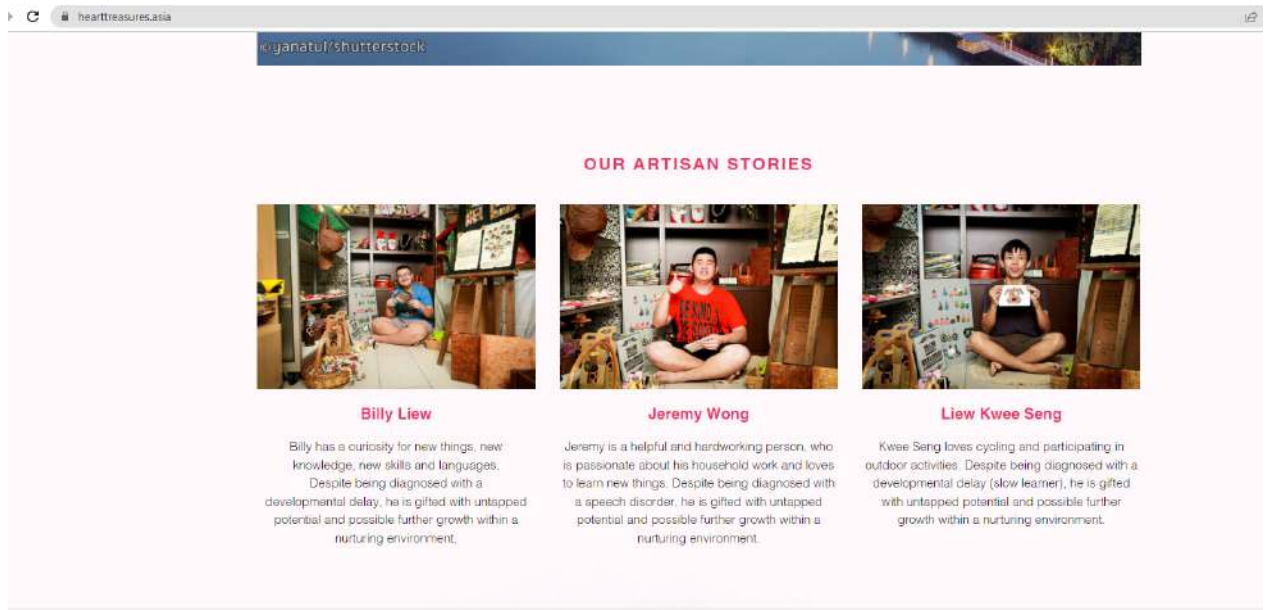 hearttreasures.asia
©yanatul/shutterstock
OUR ARTISAN STORIES
Billy Liew
Billy has a curiosity for new things, new
knowledge, new skills and languages.
Despite being diagnosed with a
developmental delay, he is gifted with untapped
potential and possible further growth within a
nurturing environment,
Jeremy Wong
Jeremy is a helpful and hardworking person, who
is passionate about his household work and loves
to learn new things. Despite being diagnosed with
a speech disorder, he is gifted with untapped
potential and possible further growth within a
nurturing environment.
Liew Kwee Seng
Kwee Seng loves cycling and participating in
outdoor activities. Despite being diagnosed with a
developmental delay (slow learner), he is gifted
with untapped potential and possible further
growth within a nurturing environment.